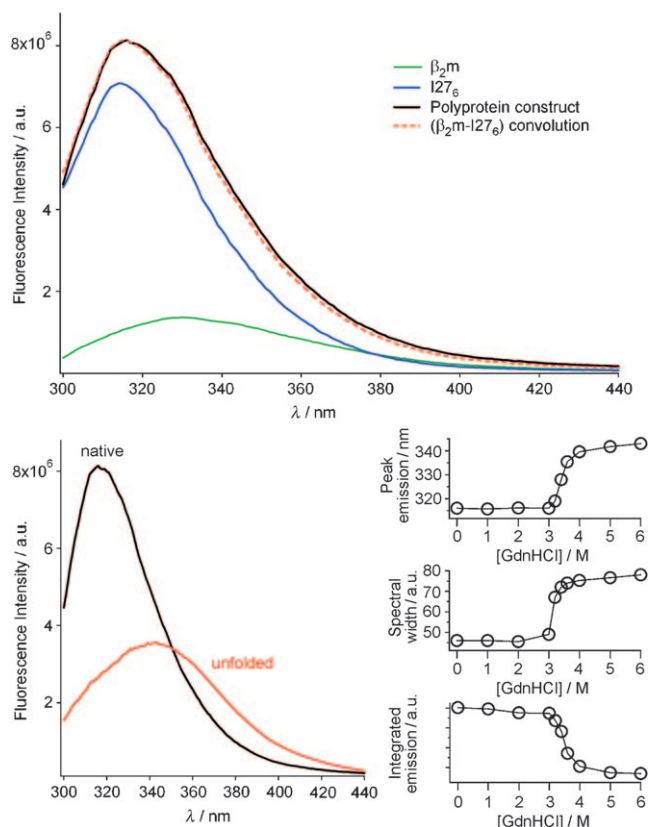 8x10⁶
6
4
2
Fluorescence Intensity / a.u.
300 320 340 360 380 400 420 440
λ / nm
β₂m
I27₆
Polyprotein construct
(β₂m-I27₆) convolution
native
8x10⁶
6
4
2
Fluorescence Intensity / a.u.
unfolded
300 320 340 360 380 400 420 440
λ / nm
Peak
emission / nm
340
330
320
0 1 2 3 4 5 6
[GdnHCl] / M
Spectral
width / a.u.
80
70
60
50
0 1 2 3 4 5 6
[GdnHCl] / M
Integrated
emission / a.u.
0 1 2 3 4 5 6
[GdnHCl] / M